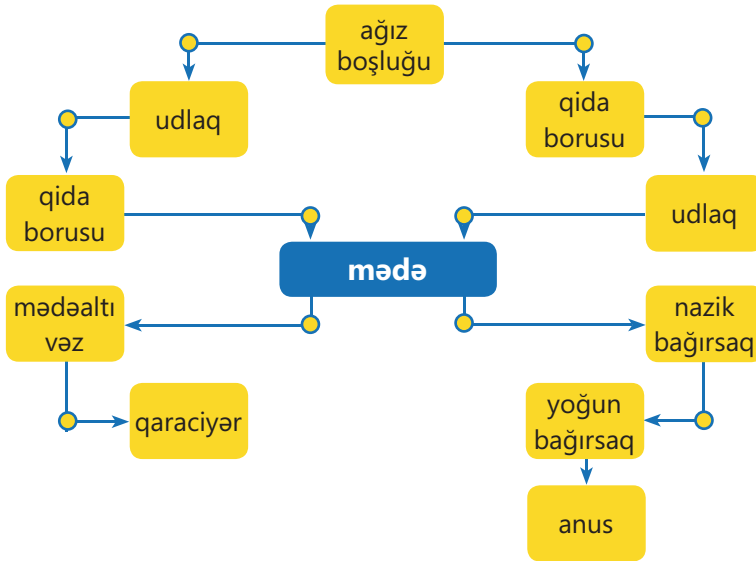 ağız
boşluğu
udlaq
qida
borusu
qida
borusu
udlaq
mədə
mədəaltı
vəz
nazik
bağırsaq
qaraciyər
yoğun
bağırsaq
anus